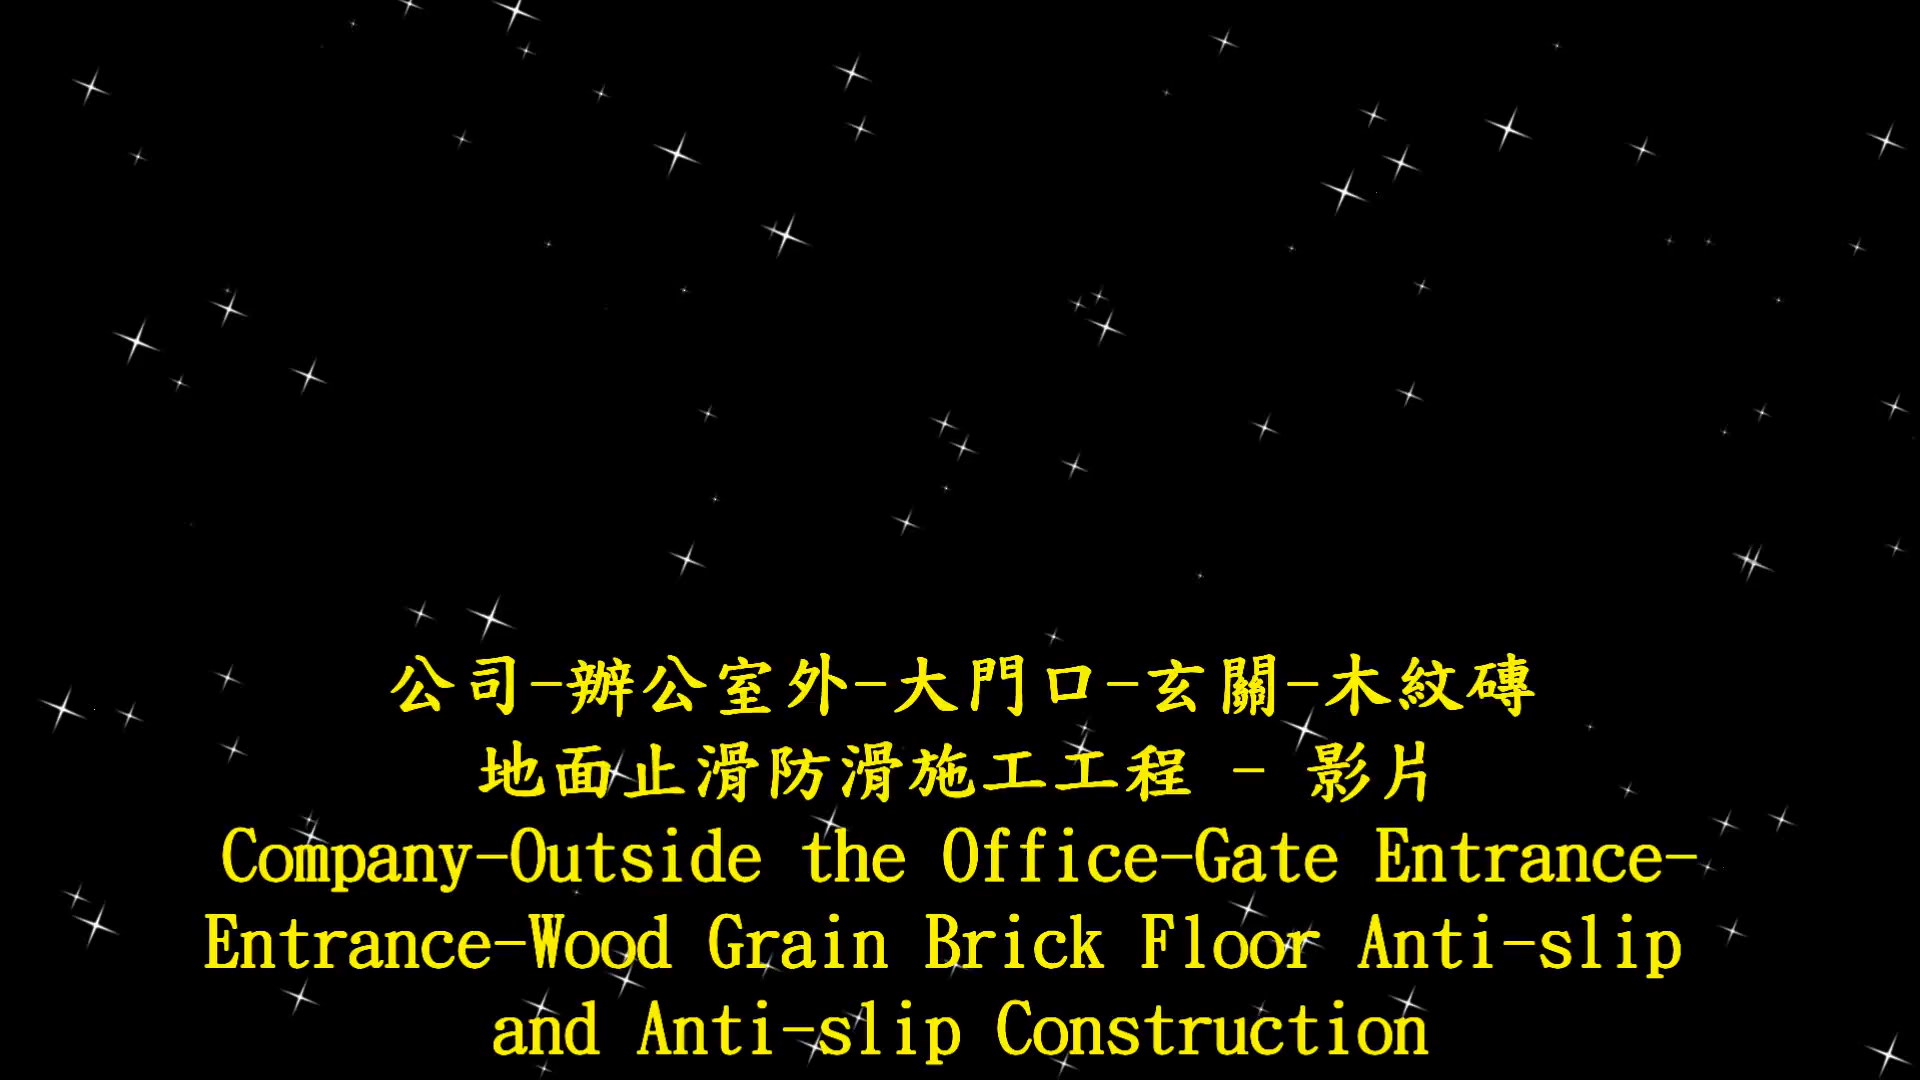 公司-辦公室外-大門口-玄關-木紋磚
地面止滑防滑施工工程 - 影片
Company-Outside the Office-Gate Entrance-
Entrance-Wood Grain Brick Floor Anti-slip
and Anti-slip Construction